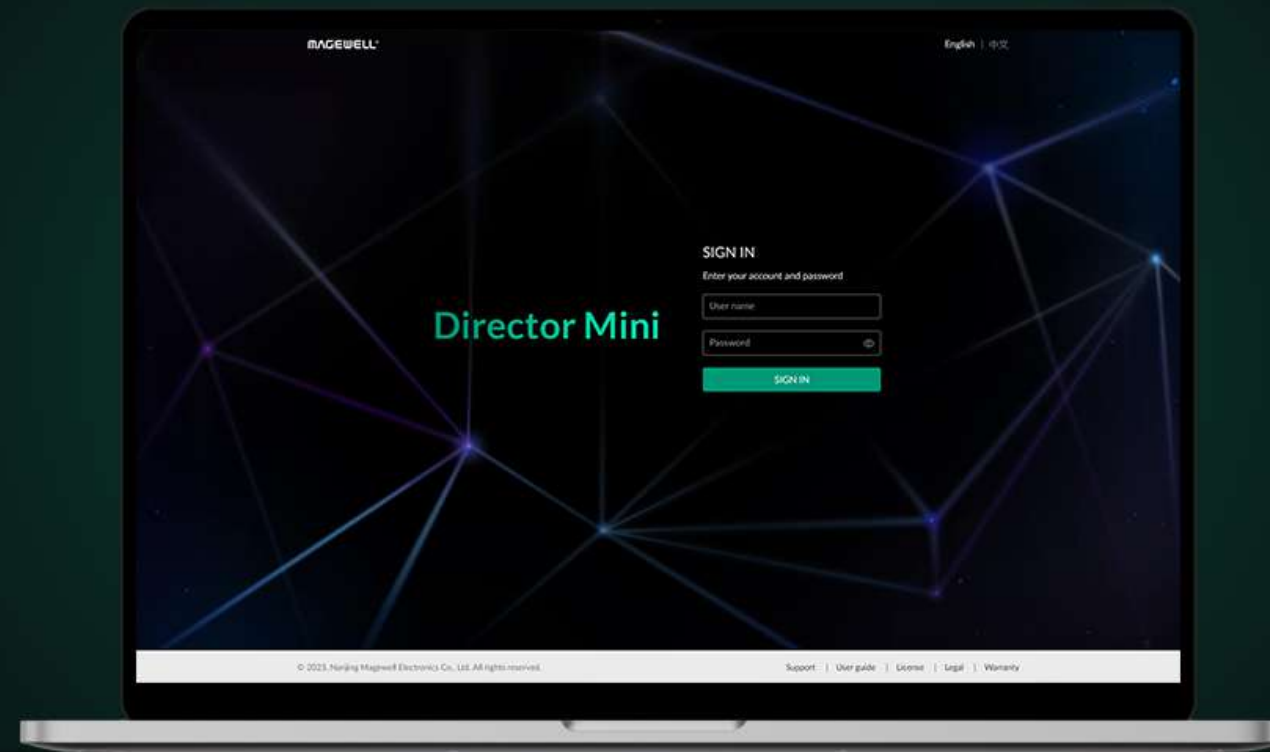 MAGEWELL®
English | 中文
SIGN IN
Enter your account and password
Director Mini
User name
Password
SIGN IN
© 2023, Nanjing Magewell Electronics Co., Ltd. All rights reserved.
Support | User guide | License | Legal | Warranty